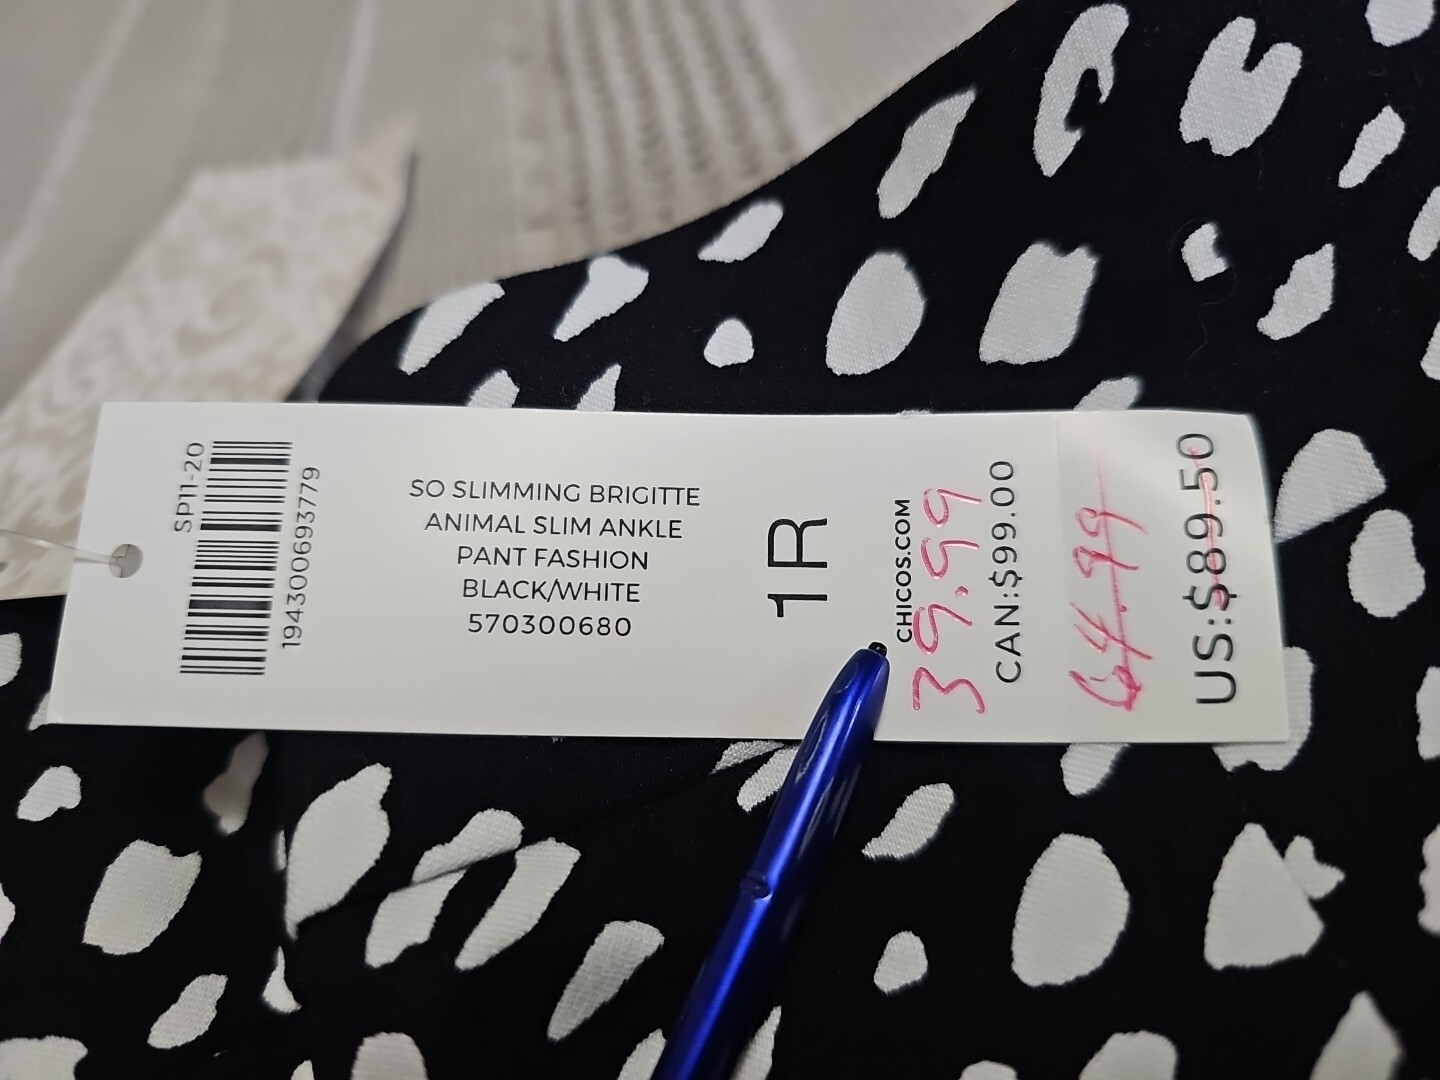 SP11-20
194300693779
SO SLIMMING BRIGITTE
ANIMAL SLIM ANKLE
PANT FASHION
BLACK/WHITE
570300680
1R
CHICOS.COM
39.99
CAN:$99.00
64.99
US:$89.50